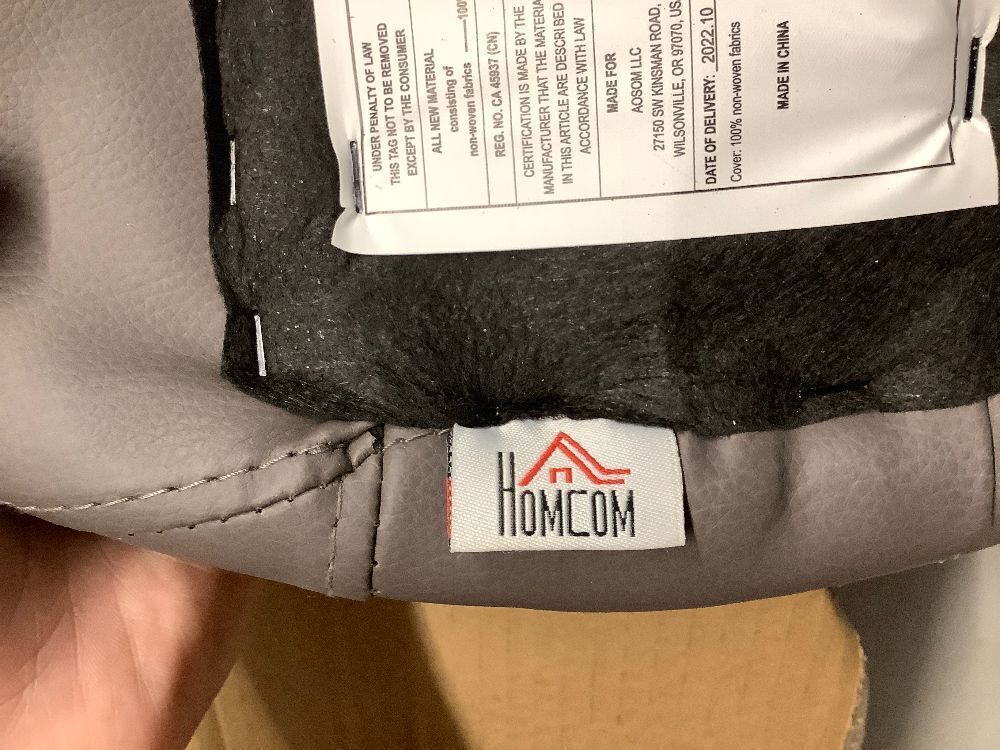 UNDER PENALTY OF LAW
THIS TAG NOT TO BE REMOVED
EXCEPT BY THE CONSUMER
ALL NEW MATERIAL
consisting of
non-woven fabrics 100
REG. NO. CA 45937 (CN)
CERTIFICATION IS MADE BY THE
MANUFACTURER THAT THE MATERIA
IN THIS ARTICLE ARE DESCRIBED
ACCORDANCE WITH LAW
MADE FOR
AOSOM LLC
27150 SW KINSMAN ROAD,
WILSONVILLE, OR 97070, US
DATE OF DELIVERY: 2022.10
Cover: 100% non-woven fabrics
MADE IN CHINA
HOMCOM